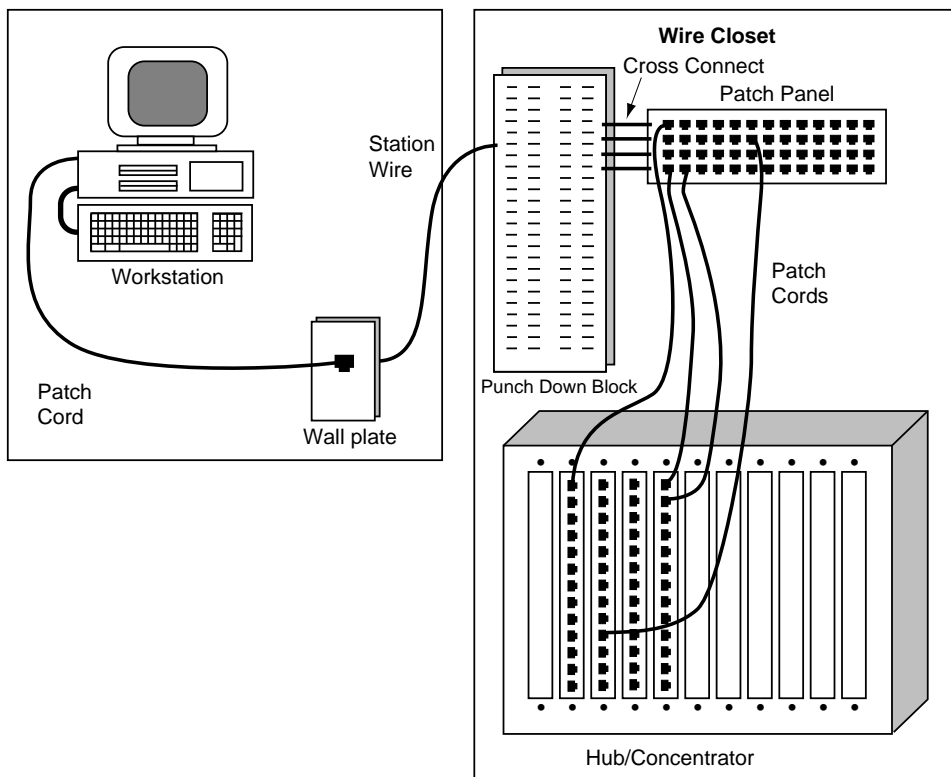 Wire Closet
Cross Connect
Patch Panel
Station
Wire
Workstation
Patch
Cords
Punch Down Block
Patch
Cord
Wall plate
Hub/Concentrator